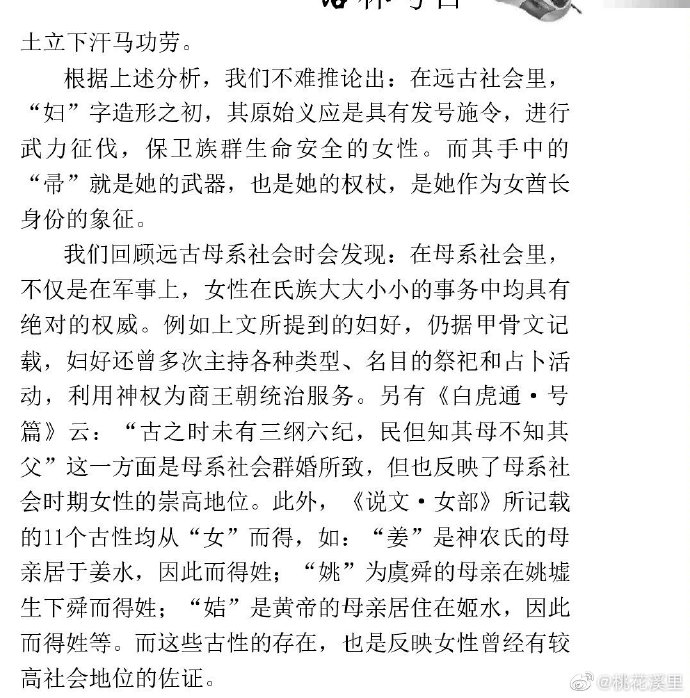 土立下汗马功劳。
根据上述分析，我们不难推论出：在远古社会里，
“妇”字造形之初，其原始义应是具有发号施令，进行
武力征伐，保卫族群生命安全的女性。而其手中的
“帚”就是她的武器，也是她的权杖，是她作为女酋长
身份的象征。
我们回顾远古母系社会时会发现：在母系社会里，
不仅是在军事上，女性在氏族大大小小的事务中均具有
绝对的权威。例如上文所提到的妇好，仍据甲骨文记
载，妇好还曾多次主持各种类型、名目的祭祀和占卜活
动，利用神权为商王朝统治服务。另有《白虎通·号
篇》云：“古之时未有三纲六纪，民但知其母不知其
父”这一方面是母系社会群婚所致，但也反映了母系社
会时期女性的崇高地位。此外，《说文·女部》所记载
的11个古性均从“女”而得，如：“姜”是神农氏的母
亲居于姜水，因此而得姓；“姚”为虞舜的母亲在姚墟
生下舜而得姓；“姞”是黄帝的母亲居住在姬水，因此
而得姓等。而这些古性的存在，也是反映女性曾经有较
高社会地位的佐证。
@桃花溪里